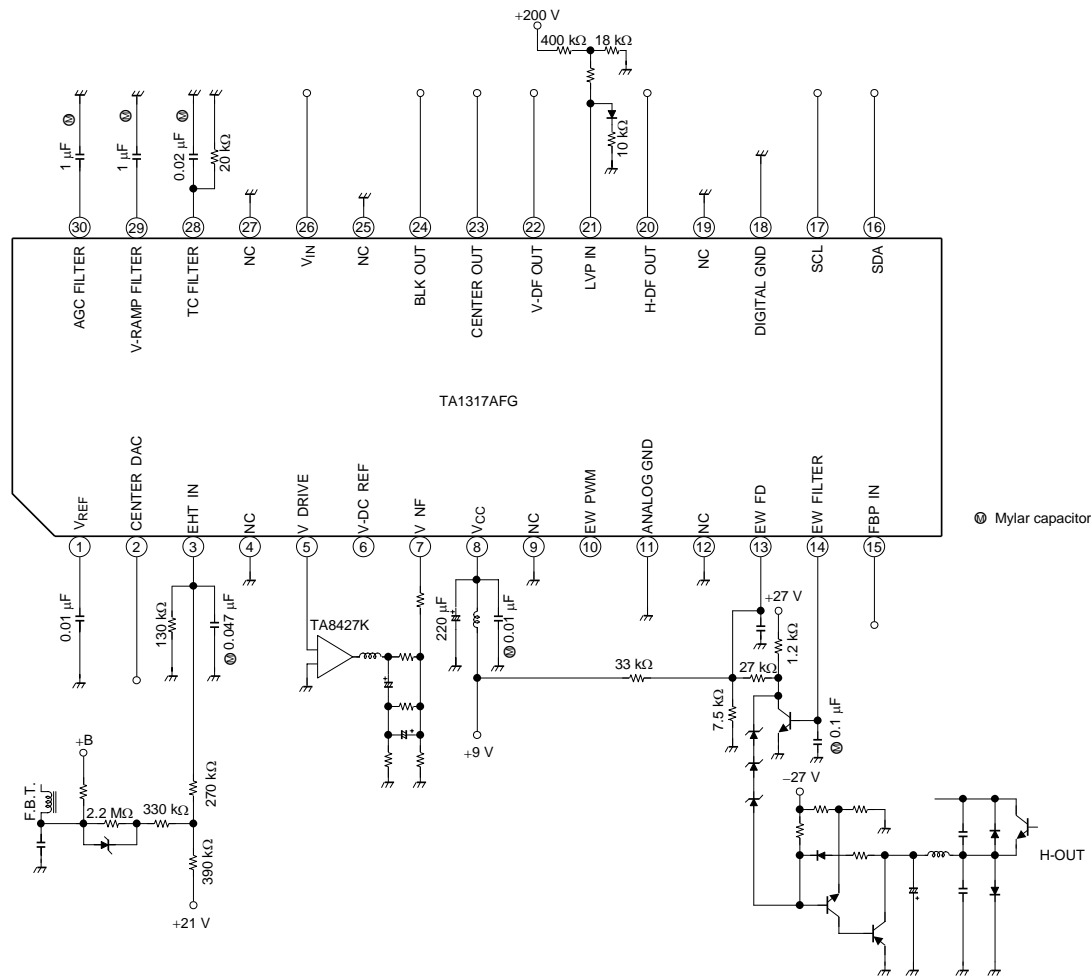 +200 V
400 kΩ
18 kΩ
10 kΩ
M
1 μF
M
1 μF
M
0.02 μF
20 kΩ
30
29
28
27
26
25
24
23
22
21
20
19
18
17
16
AGC FILTER
V-RAMP FILTER
TC FILTER
NC
VIN
NC
BLK OUT
CENTER OUT
V-DF OUT
LVP IN
H-DF OUT
NC
DIGITAL GND
SCL
SDA
TA1317AFG
VREF
CENTER DAC
EHT IN
NC
V DRIVE
V-DC REF
V NF
VCC
NC
EW PWM
ANALOG GND
NC
EW FD
EW FILTER
FBP IN
M Mylar capacitor
1
2
3
4
5
6
7
8
9
10
11
12
13
14
15
0.01 μF
130 kΩ
M 0.047 μF
TA8427K
220 μF
M 0.01 μF
+27 V
1.2 kΩ
33 kΩ
27 kΩ
7.5 kΩ
M 0.1 μF
+9 V
+B
F.B.T.
2.2 MΩ
330 kΩ
270 kΩ
390 kΩ
+21 V
−27 V
H-OUT